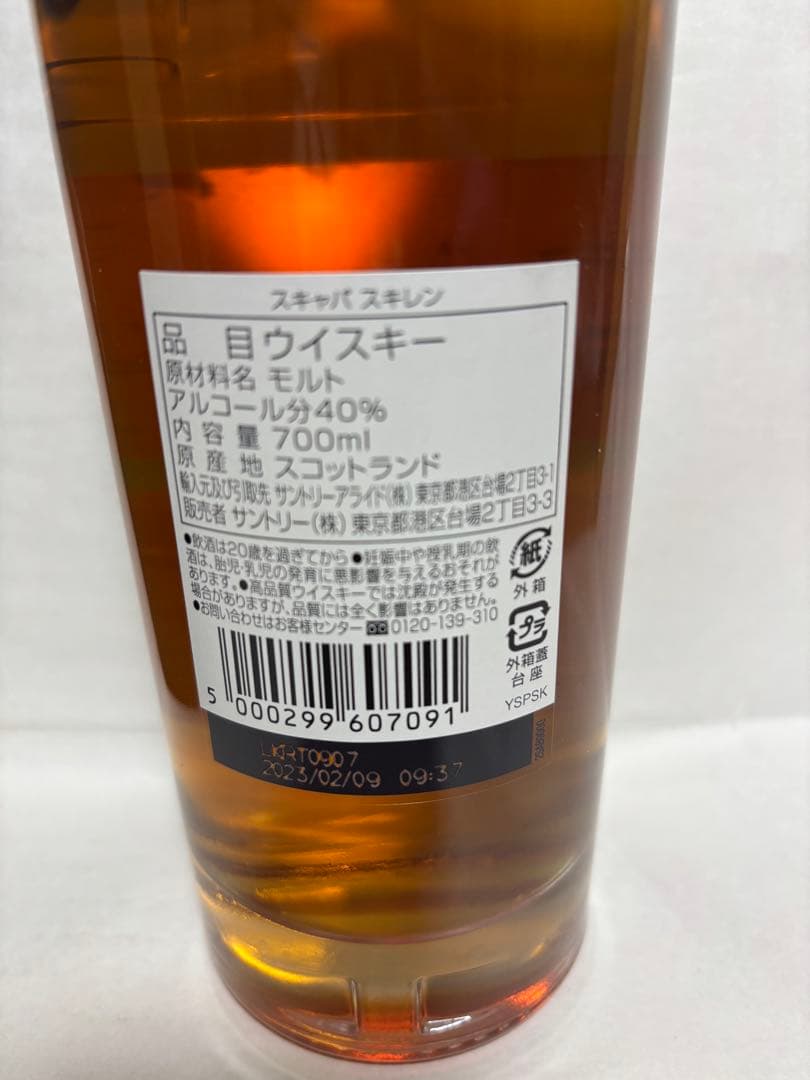 スキャパ スキレン
品 目 ウイスキー
原材料名 モルト
アルコール分40%
内容量 700ml
原産地 スコットランド
輸入元及び引取先 サントリーアライド(株) 東京都港区台場2丁目3-1
販売者 サントリー(株) 東京都港区台場2丁目3-3
●飲酒は20歳を過ぎてから ●妊娠中や授乳期の飲
酒は、胎児・乳児の発育に悪影響を与えるおそれが
あります。●高品質ウイスキーでは沈殿が発生する
場合がありますが、品質には全く影響はありません。
●お問い合わせはお客様センター 0120-139-310
紙
外箱
プラ
外箱蓋
台座
YSPSK
5 000299 607091
LKRT0907
2023/02/09 09:37